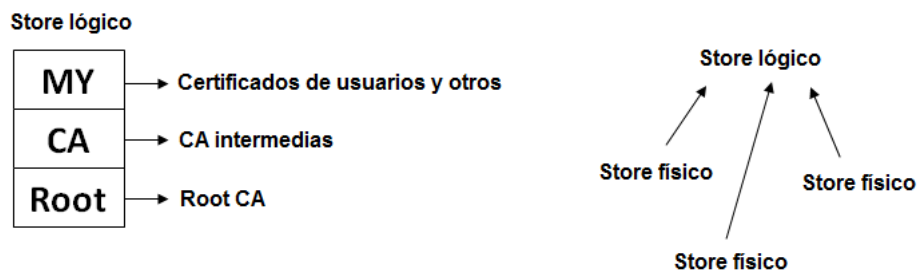 Store lógico
MY
Certificados de usuarios y otros
CA
CA intermedias
Root
Root CA
Store lógico
Store físico
Store físico
Store físico